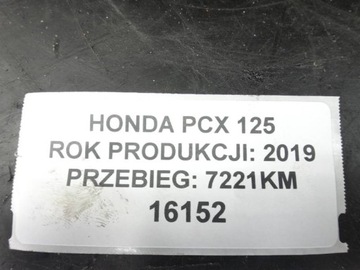 HONDA PCX 125
ROK PRODUKCJI: 2019
PRZEBIEG: 7221KM
16152